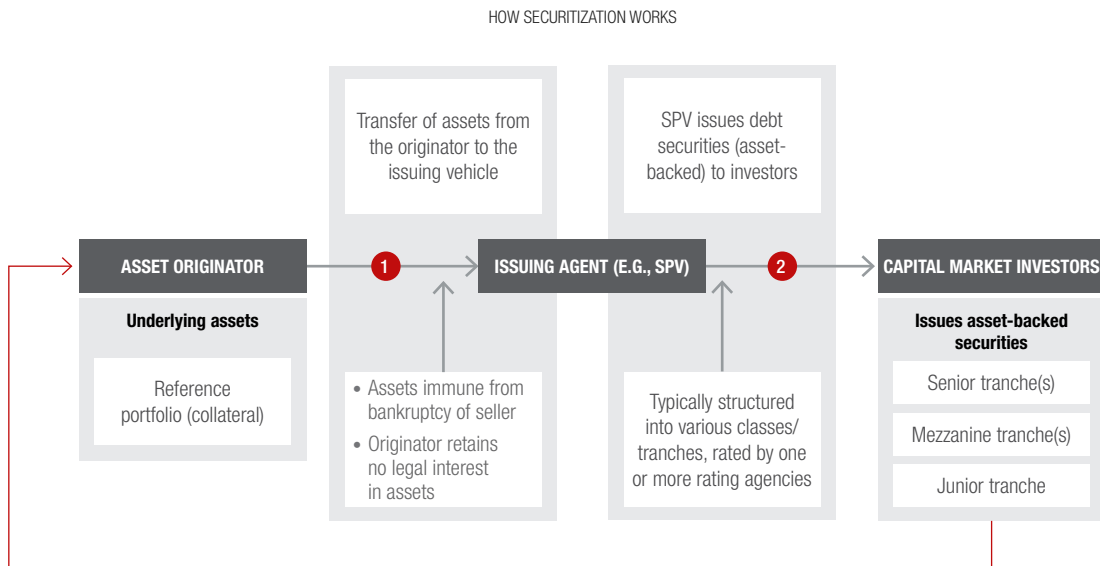 HOW SECURITIZATION WORKS
Transfer of assets from
the originator to the
issuing vehicle
SPV issues debt
securities (asset-
backed) to investors
ASSET ORIGINATOR
1
ISSUING AGENT (E.G., SPV)
2
CAPITAL MARKET INVESTORS
Underlying assets
Reference
portfolio (collateral)
• Assets immune from
bankruptcy of seller
• Originator retains
no legal interest
in assets
Typically structured
into various classes/
tranches, rated by one
or more rating agencies
Issues asset-backed
securities
Senior tranche(s)
Mezzanine tranche(s)
Junior tranche